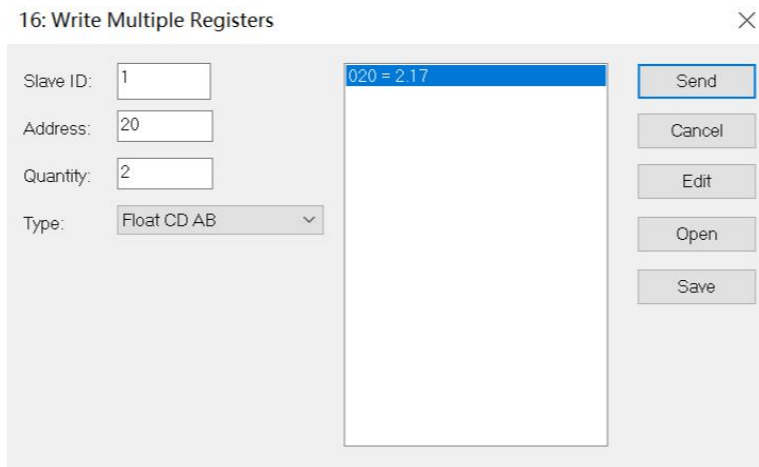 16: Write Multiple Registers
Slave ID: 1
Address: 20
Quantity: 2
Type: Float CD AB
020 = 2.17
Send
Cancel
Edit
Open
Save